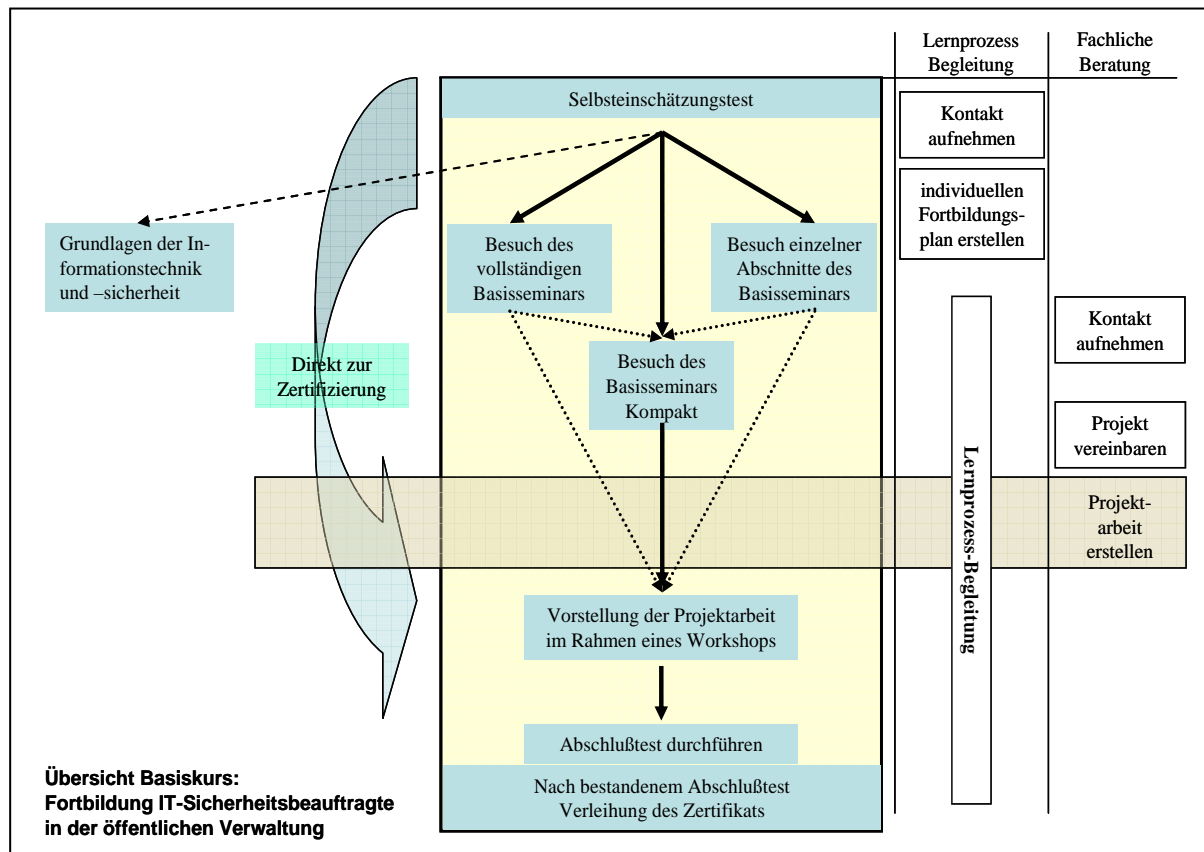 Lernprozess
Begleitung
Fachliche
Beratung
Selbsteinschätzungstest
Kontakt
aufnehmen
individuellen
Fortbildungs-
plan erstellen
Grundlagen der In-
formationstechnik
und –sicherheit
Besuch des
vollständigen
Basisseminars
Besuch einzelner
Abschnitte des
Basisseminars
Kontakt
aufnehmen
Direkt zur
Zertifizierung
Besuch des
Basisseminars
Kompakt
Projekt
vereinbaren
Lernprozess-Begleitung
Projekt-
arbeit
erstellen
Vorstellung der Projektarbeit
im Rahmen eines Workshops
Abschlußtest durchführen
Nach bestandenem Abschlußtest
Verleihung des Zertifikats
Übersicht Basiskurs:
Fortbildung IT-Sicherheitsbeauftragte
in der öffentlichen Verwaltung